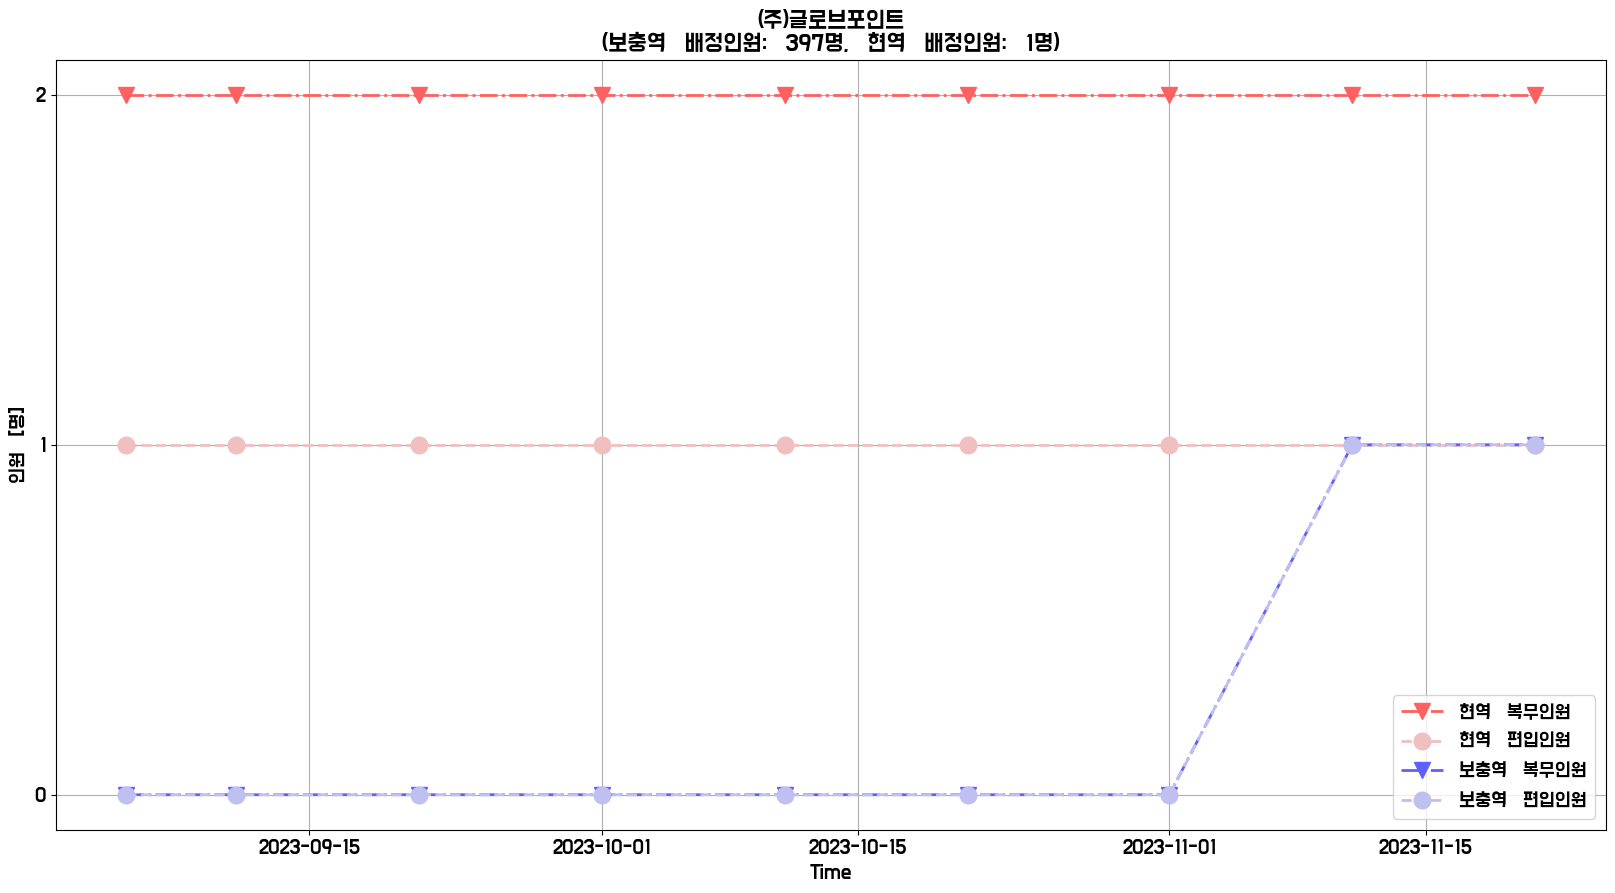 (주)글로브포인트
(보충역 배정인원: 397명, 현역 배정인원: 1명)
2
1
0
인원 [명]
2023-09-15
2023-10-01
2023-10-15
2023-11-01
2023-11-15
Time
현역 복무인원
현역 편입인원
보충역 복무인원
보충역 편입인원